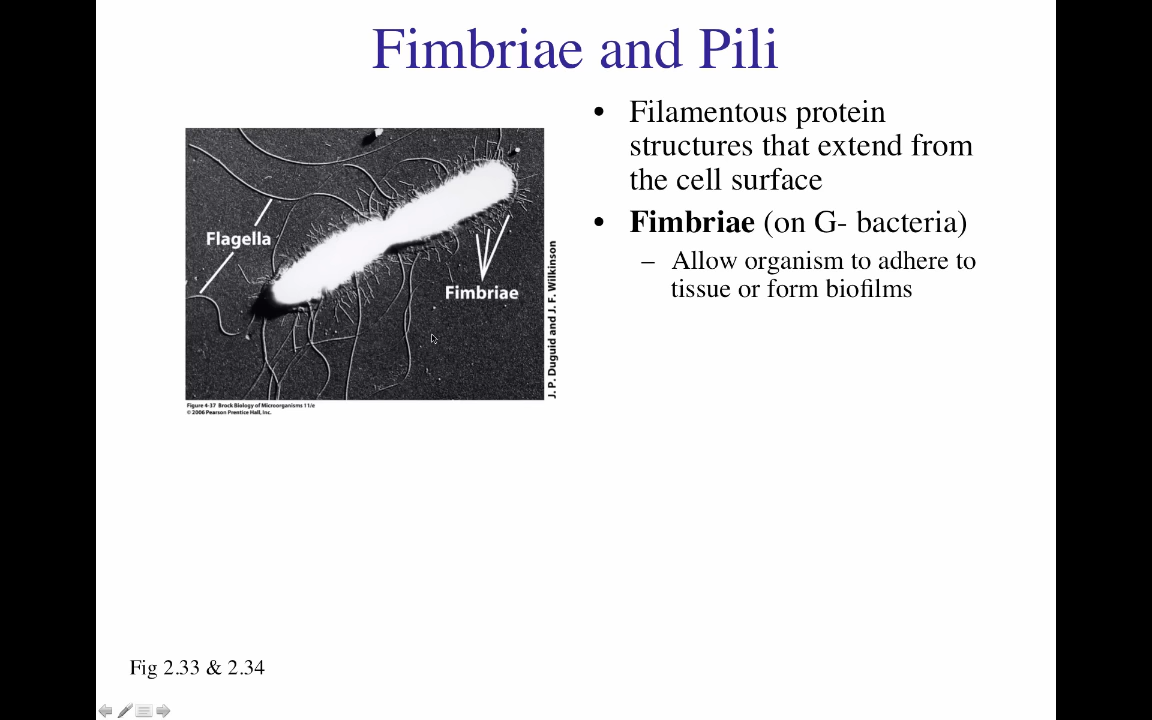 Fimbriae and Pili
• Filamentous protein
structures that extend from
the cell surface
• Fimbriae (on G- bacteria)
– Allow organism to adhere to
tissue or form biofilms
Flagella
Fimbriae
J. P. Duguid and J. F. Wilkinson
Figure 4-37 Brock Biology of Microorganisms 11/e
© 2006 Pearson Prentice Hall, Inc.
Fig 2.33 & 2.34